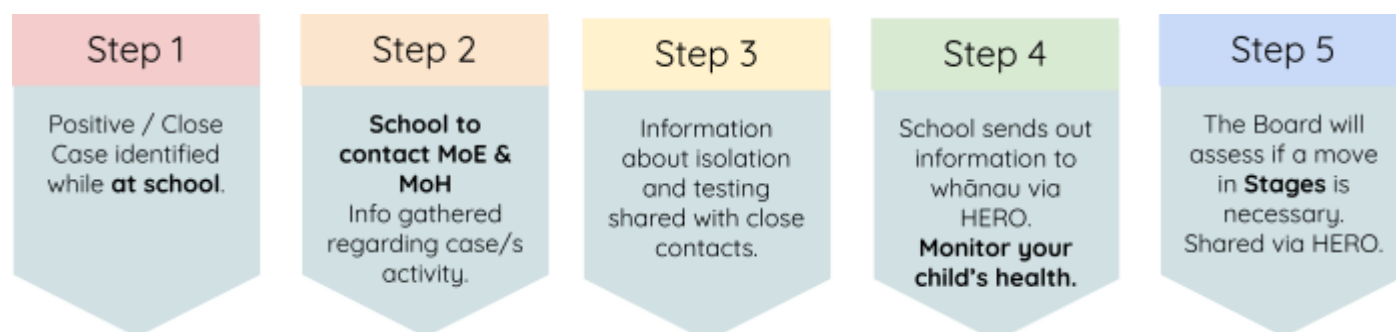 Step 1
Positive / Close
Case identified
while at school.
Step 2
School to
contact MoE &
MoH
Info gathered
regarding case/s
activity.
Step 3
Information
about isolation
and testing
shared with close
contacts.
Step 4
School sends out
information to
whānau via
HERO.
Monitor your
child's health.
Step 5
The Board will
assess if a move
in Stages is
necessary.
Shared via HERO.